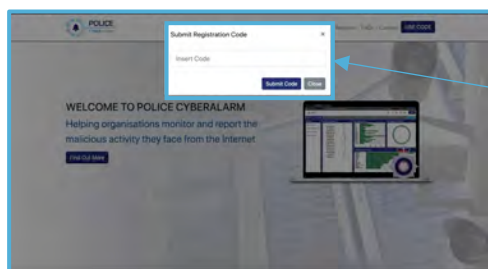 POLICE
FAQs
USE CODE
Submit Registration Code ×
Insert Code
Submit Code Close
WELCOME TO POLICE CYBERALARM
Helping organisations monitor and report the
malicious activity they face from the Internet
Find Out More